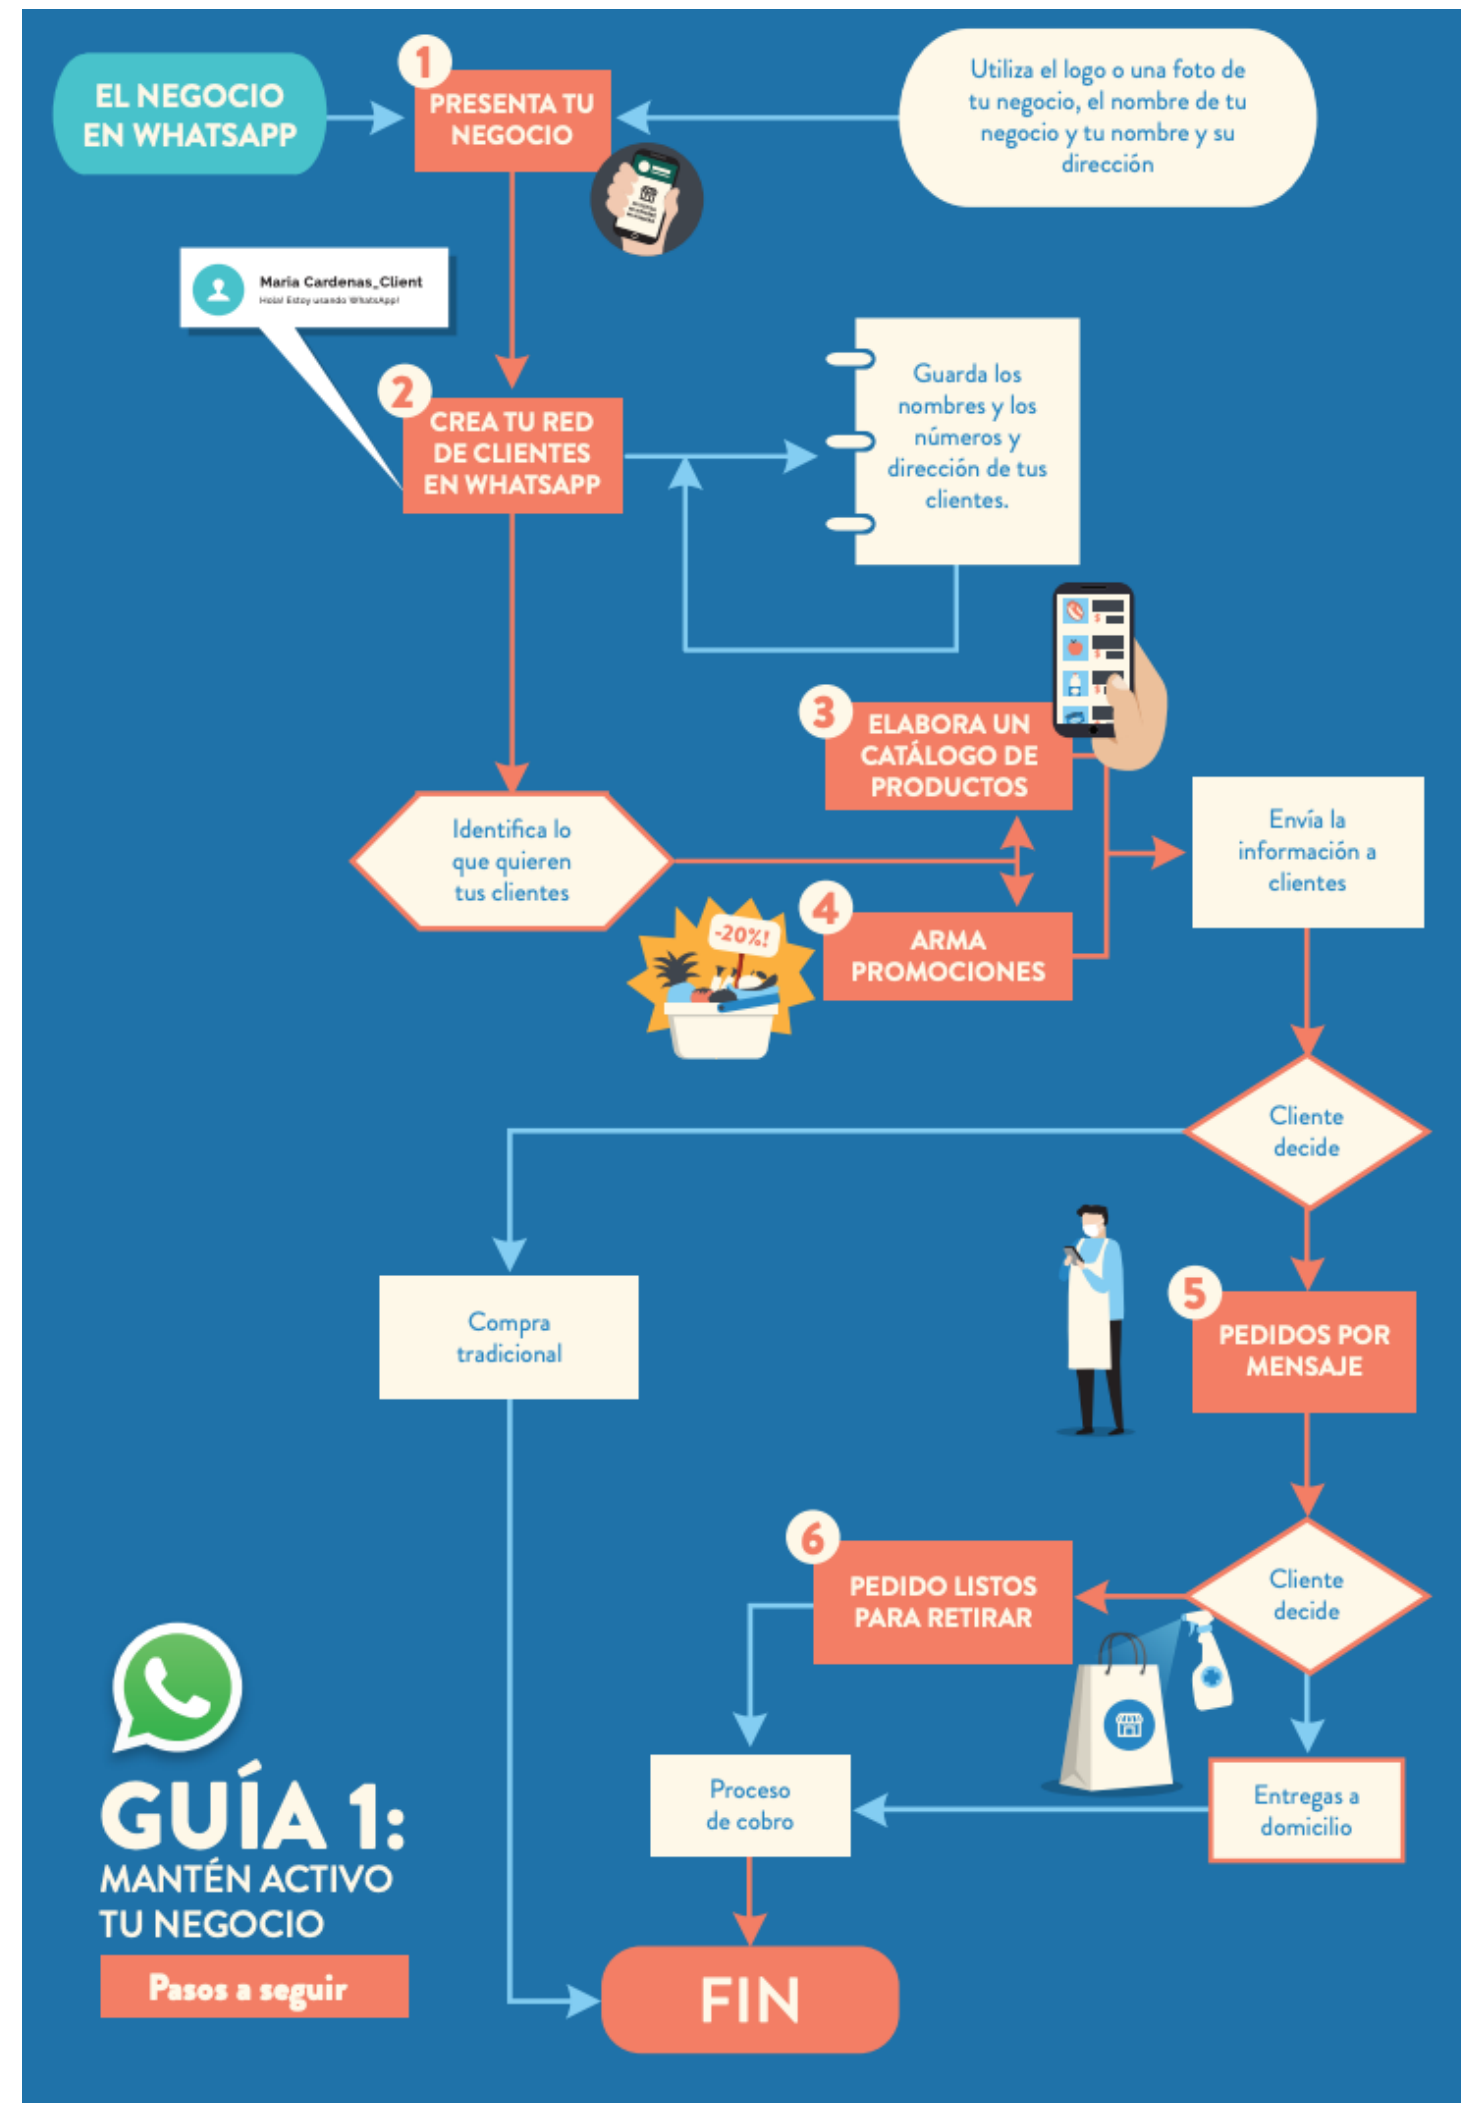 EL NEGOCIO
EN WHATSAPP
1
PRESENTA TU
NEGOCIO
Utiliza el logo o una foto de
tu negocio, el nombre de tu
negocio y tu nombre y su
dirección
Maria Cardenas_Client
Hola! Estoy usando WhatsApp!
2
CREA TU RED
DE CLIENTES
EN WHATSAPP
Guarda los
nombres y los
números y
dirección de tus
clientes.
3
ELABORA UN
CATÁLOGO DE
PRODUCTOS
$
$
$
Identifica lo
que quieren
tus clientes
Envía la
información a
clientes
4
ARMA
PROMOCIONES
-20%!
Cliente
decide
Compra
tradicional
5
PEDIDOS POR
MENSAJE
6
PEDIDO LISTOS
PARA RETIRAR
Cliente
decide
Proceso
de cobro
Entregas a
domicilio
GUÍA 1:
MANTÉN ACTIVO
TU NEGOCIO
Pasos a seguir
FIN